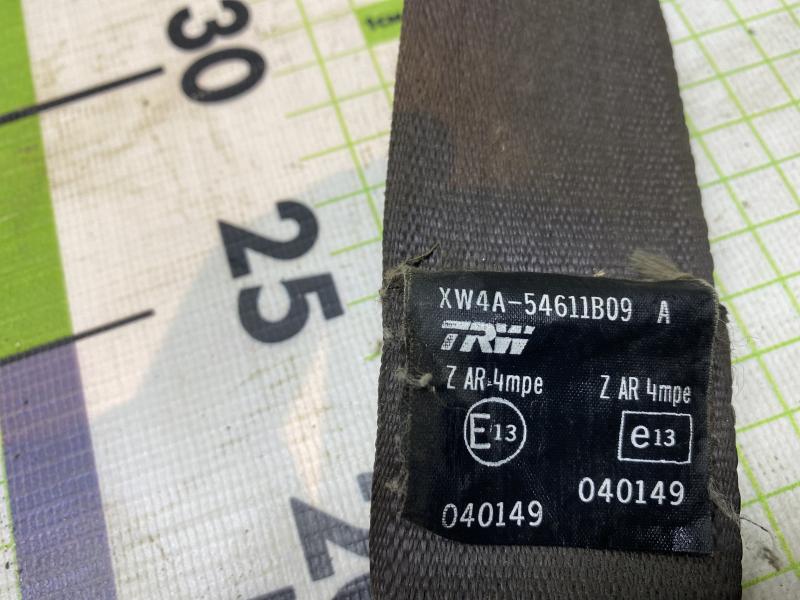 30
25
XW4A-54611B09 A
TRW
Z AR 4mpe Z AR 4mpe
E13 e13
040149 040149